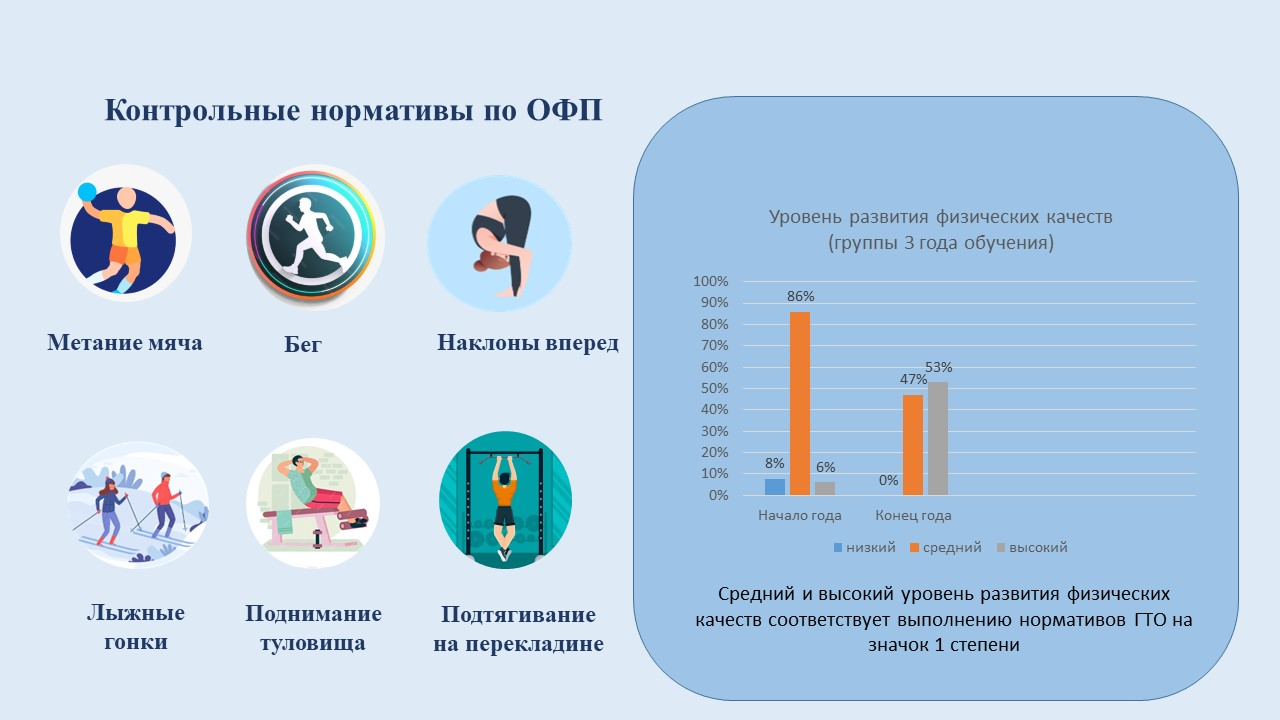 Контрольные нормативы по ОФП
Метание мяча
Бег
Наклоны вперед
Лыжные
гонки
Поднимание
туловища
Подтягивание
на перекладине
Уровень развития физических качеств
(группы 3 года обучения)
100%
90%
80%
70%
60%
50%
40%
30%
20%
10%
0%
8%
86%
6%
0%
47%
53%
Начало года
Конец года
низкий
средний
высокий
Средний и высокий уровень развития физических
качеств соответствует выполнению нормативов ГТО на
значок 1 степени